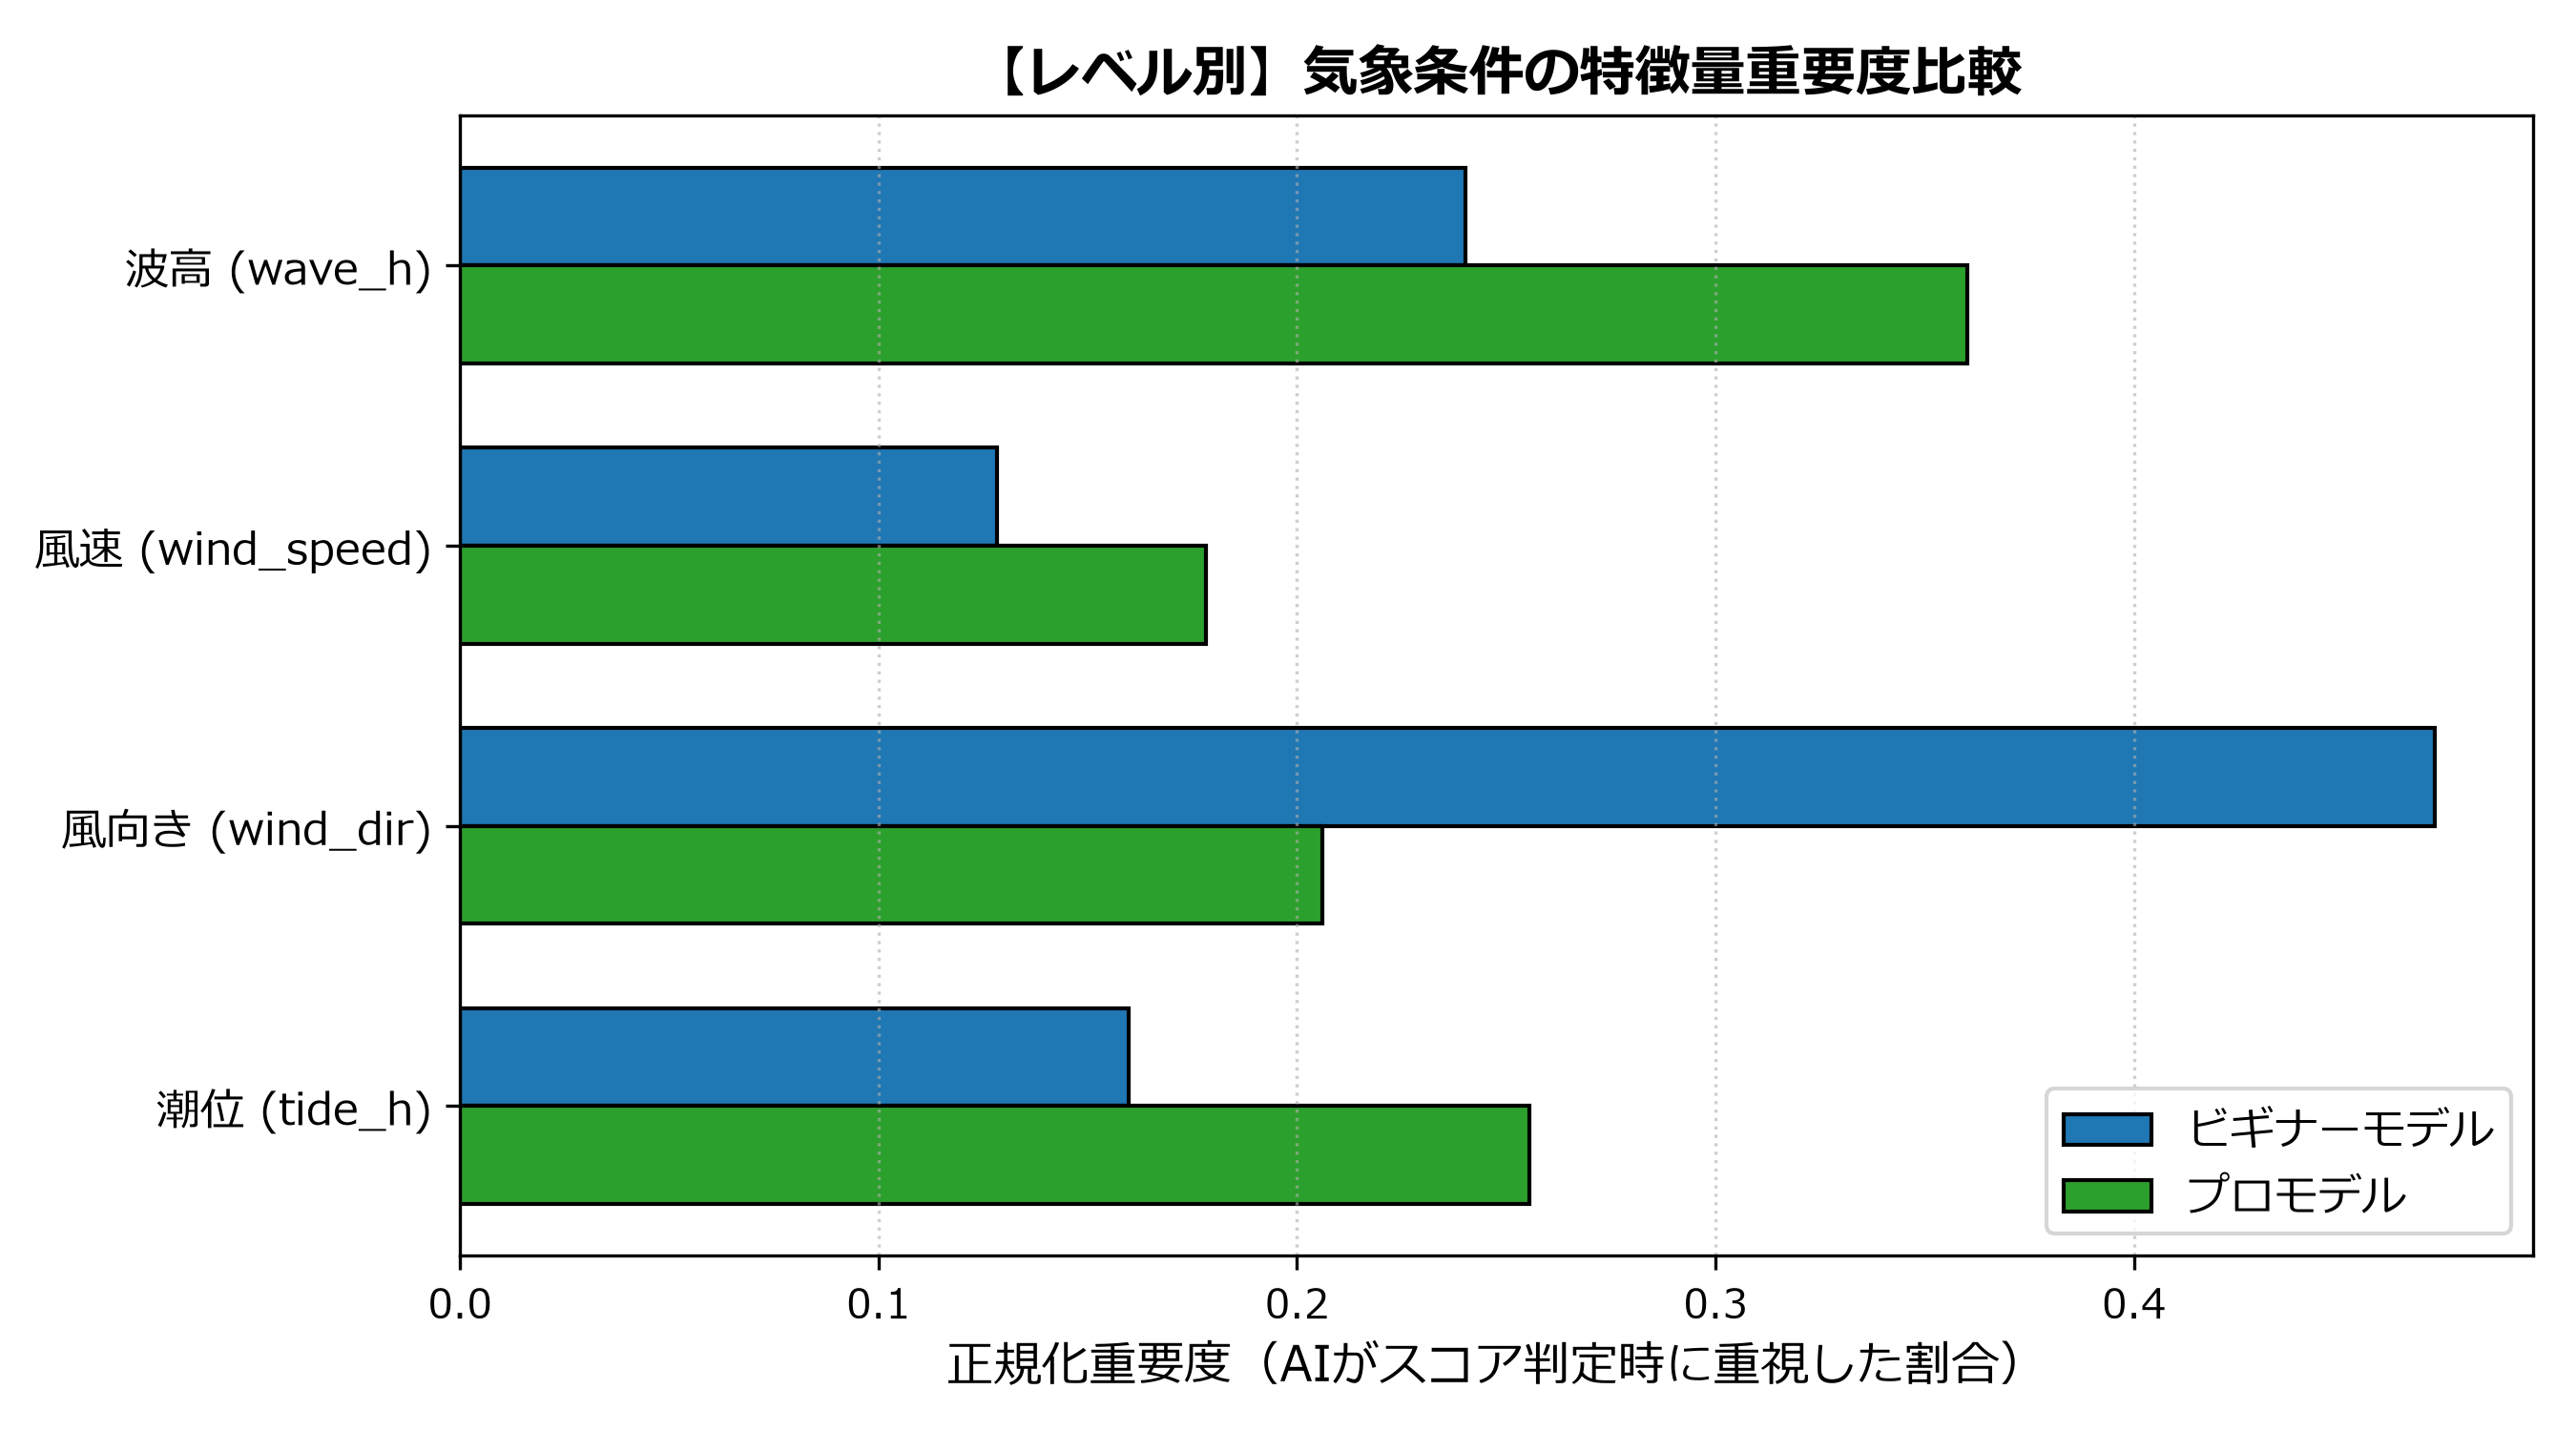 【レベル別】気象条件の特徴量重要度比較
波高 (wave_h)
風速 (wind_speed)
風向き (wind_dir)
潮位 (tide_h)
ビギナーモデル
プロモデル
0.0 0.1 0.2 0.3 0.4
正規化重要度（AIがスコア判定時に重視した割合）